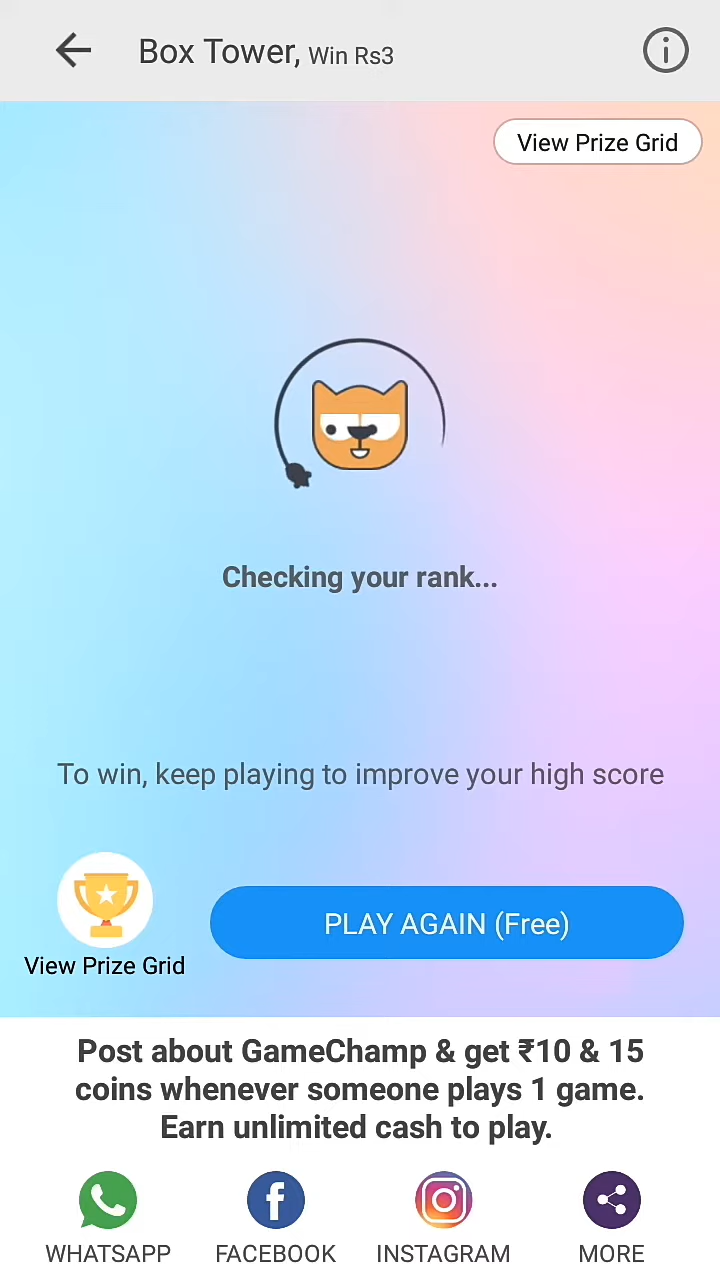 Box Tower, Win Rs3
View Prize Grid
Checking your rank...
To win, keep playing to improve your high score
PLAY AGAIN (Free)
View Prize Grid
Post about GameChamp & get ₹10 & 15
coins whenever someone plays 1 game.
Earn unlimited cash to play.
WHATSAPP FACEBOOK INSTAGRAM MORE